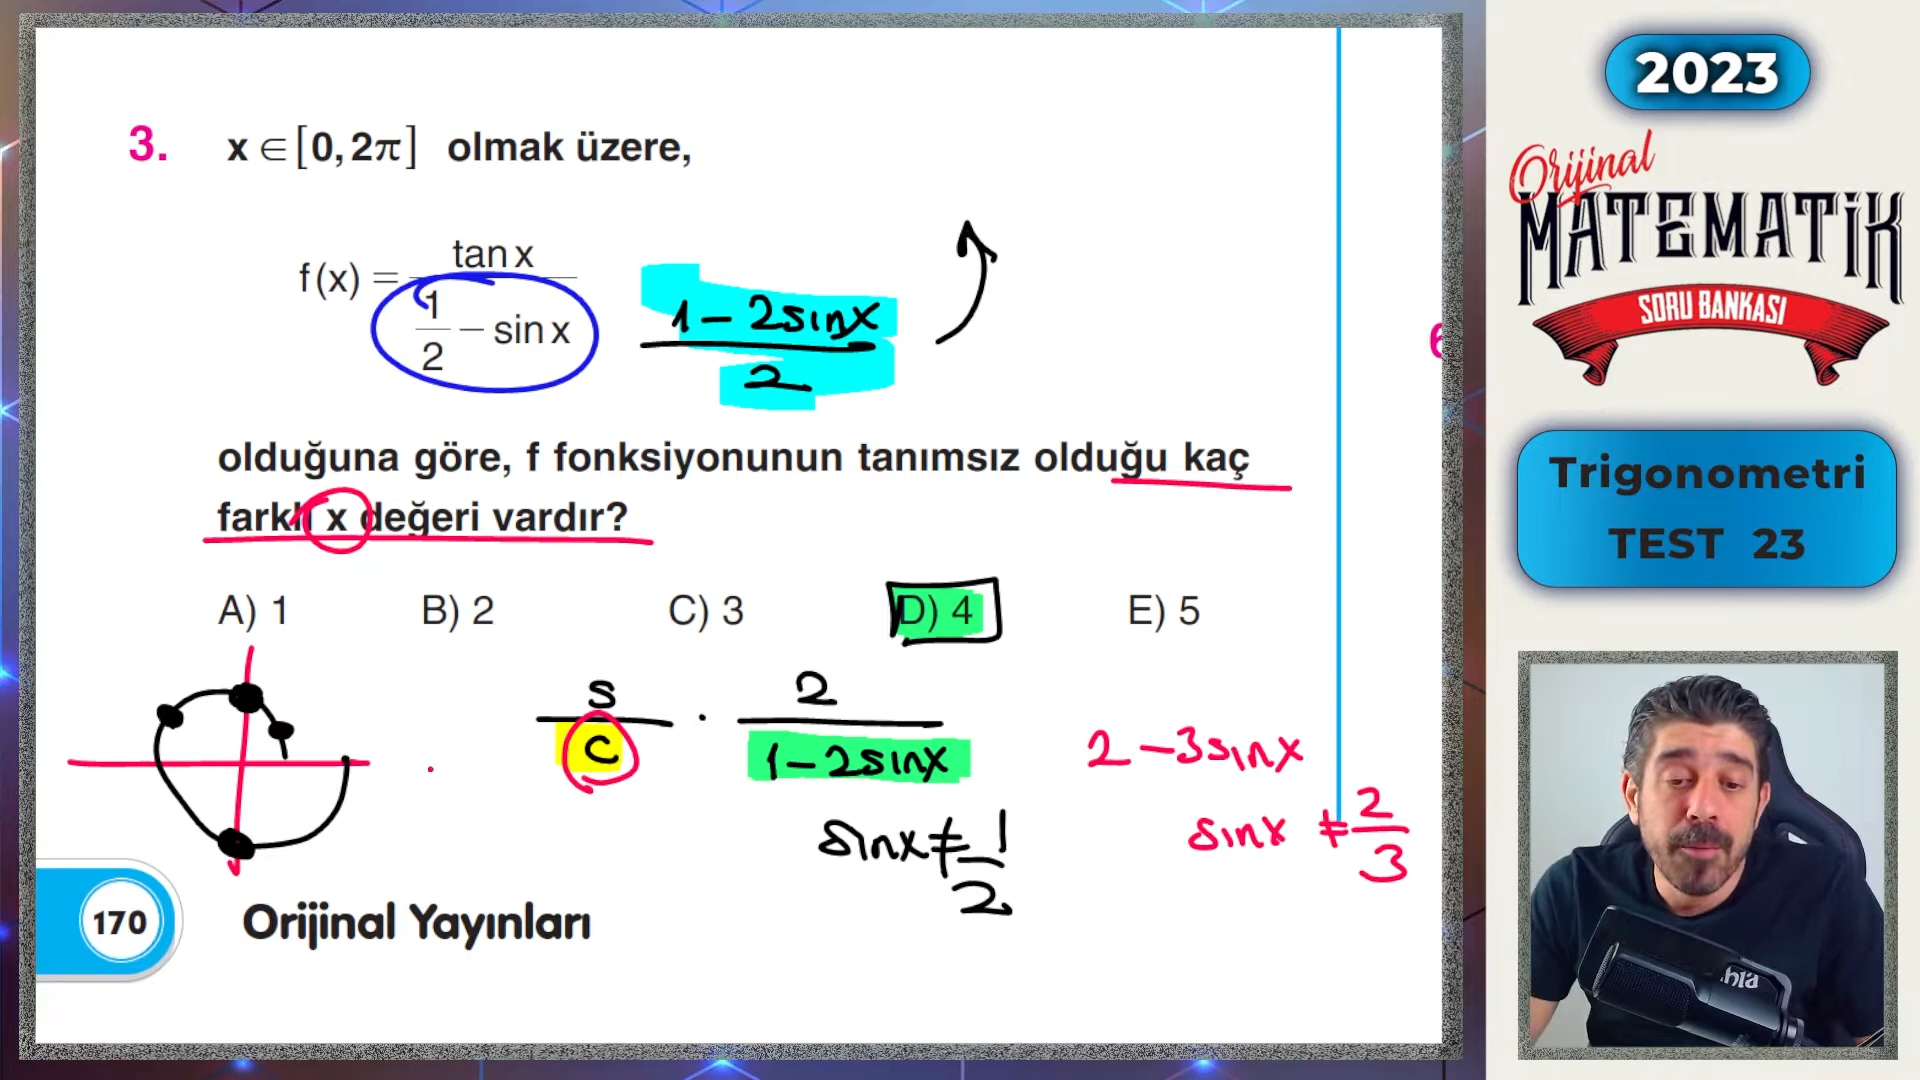 3. x ∈ [0, 2π] olmak üzere,
f(x) = tan x / (1/2 − sin x)
1 − 2sinx / 2
olduğuna göre, f fonksiyonunun tanımsız olduğu kaç
farklı x değeri vardır?
A) 1 B) 2 C) 3 D) 4 E) 5
s / c . 2 / 1 − 2sinx
sinx ≠ 1/2
2 − 3sinx
sinx ≠ 2/3
170 Orijinal Yayınları
6
2023
Orijinal
MATEMATİK
SORU BANKASI
Trigonometri
TEST 23
bla